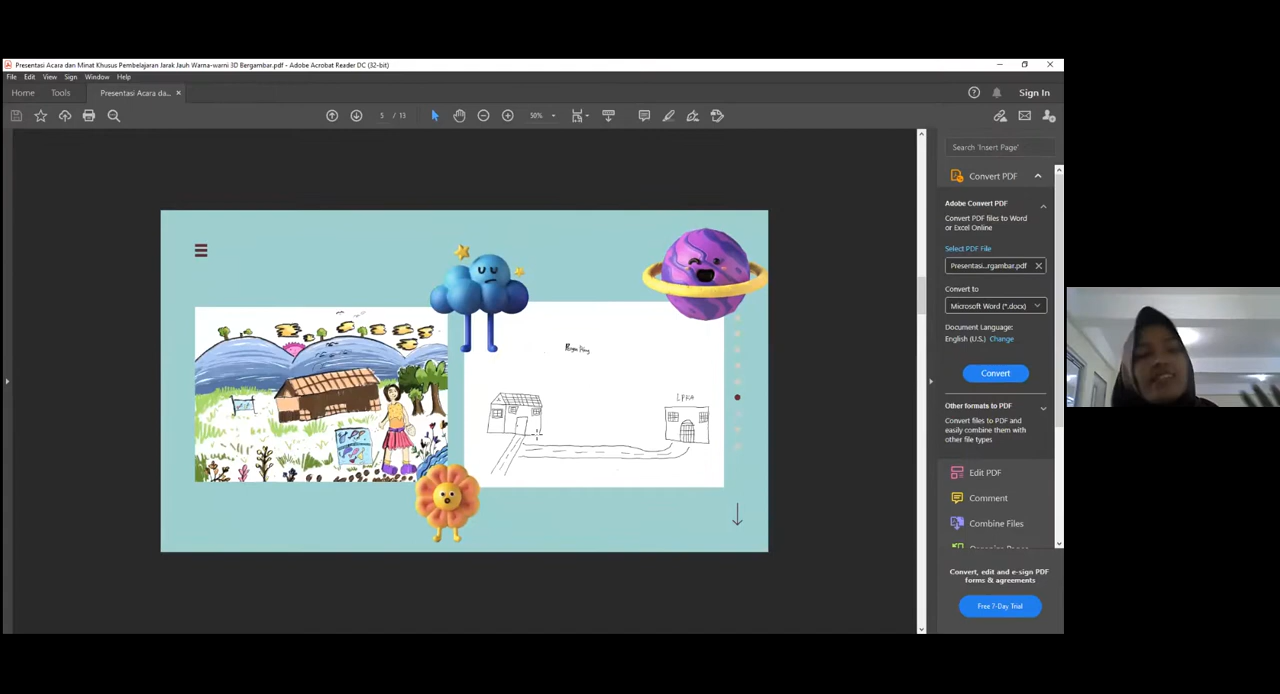 Presentasi Acara dan Minat Khusus Pembelajaran Jarak Jauh Warna-warni 3D Bergambar.pdf - Adobe Acrobat Reader DC (32-bit)
File Edit View Sign Window Help
Home Tools Presentasi Acara da... ×
Sign In
5 / 13
50%
Search 'Insert Page'
Convert PDF
Adobe Convert PDF
Convert PDF files to Word
or Excel Online
Select PDF File
Presentasi...rgambar.pdf
Convert to
Microsoft Word (*.docx)
Document Language:
English (U.S.) Change
Convert
Other formats to PDF
Convert files to PDF and
easily combine them with
other file types
Edit PDF
Comment
Combine Files
Organize Pages
Convert, edit and e-sign PDF
forms & agreements
Free 7-Day Trial